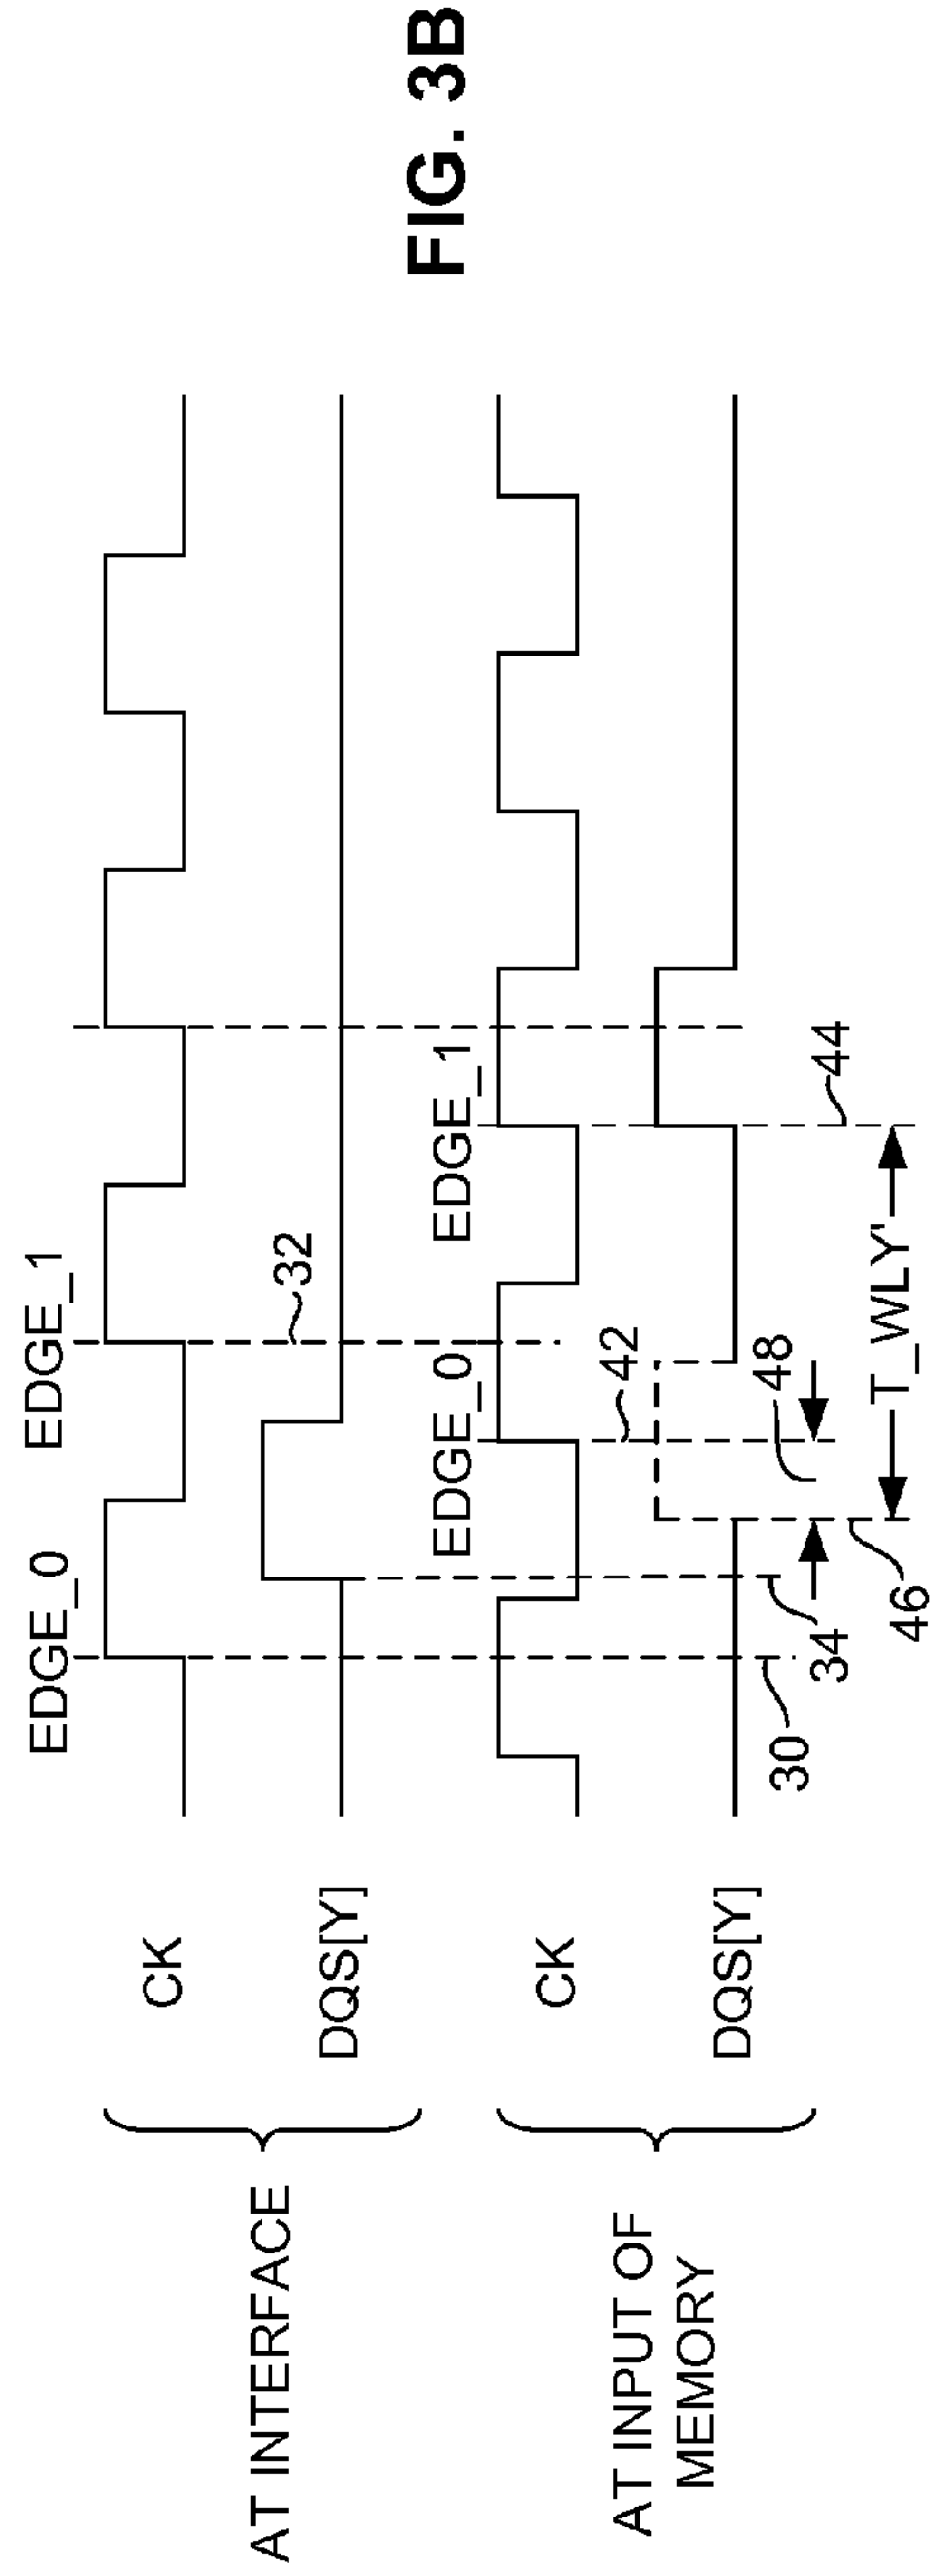 EDGE_0
EDGE_1
AT INTERFACE
CK
DQS[Y]
32
EDGE_0
EDGE_1
AT INPUT OF
MEMORY
CK
42
DQS[Y]
30
34
48
44
46
T_WLY'
FIG. 3B